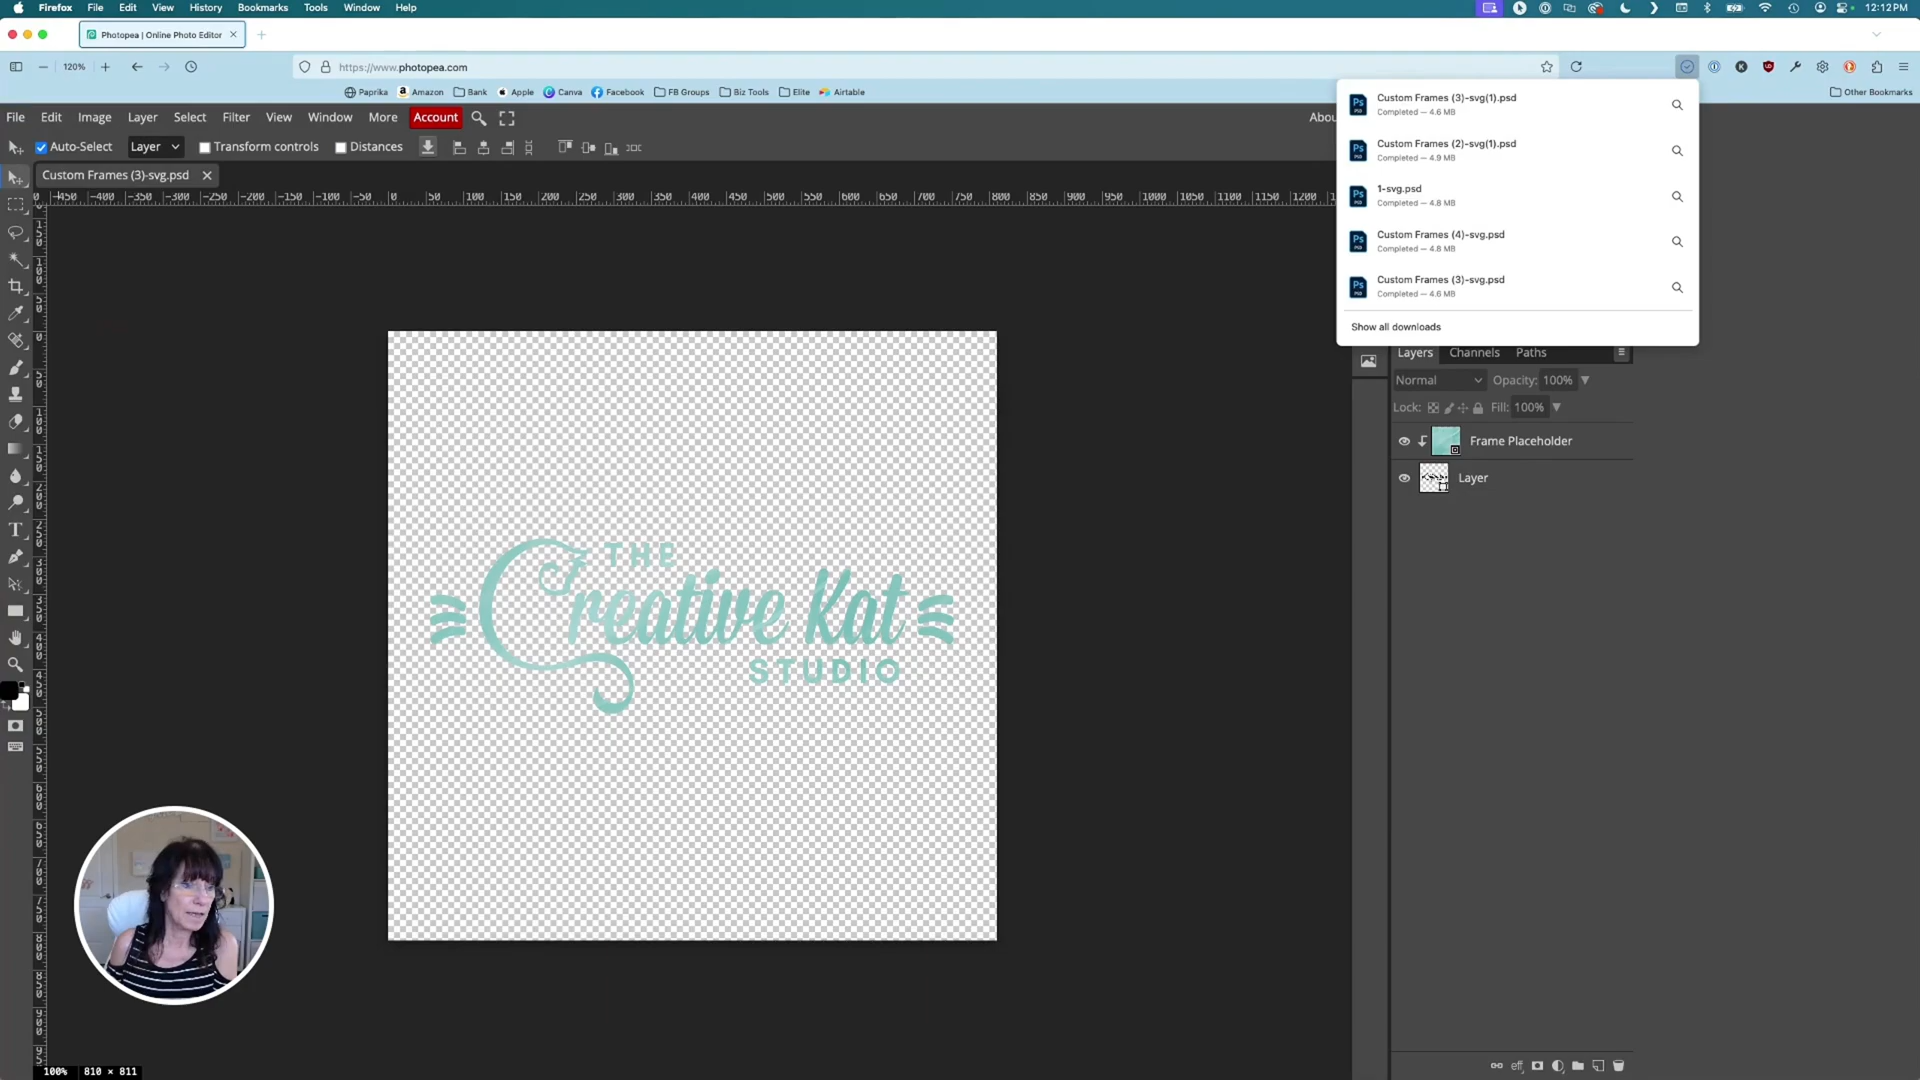 Firefox File Edit View History Bookmarks Tools Window Help 12:12 PM
Photopea | Online Photo Editor
120% https://www.photopea.com
Paprika Amazon Bank Apple Canva Facebook FB Groups Biz Tools Elite Airtable Other Bookmarks
File Edit Image Layer Select Filter View Window More Account Abou
Auto-Select Layer Transform controls Distances
Custom Frames (3)-svg.psd
Custom Frames (3)-svg(1).psd
Completed — 4.6 MB
Custom Frames (2)-svg(1).psd
Completed — 4.9 MB
1-svg.psd
Completed — 4.8 MB
Custom Frames (4)-svg.psd
Completed — 4.8 MB
Custom Frames (3)-svg.psd
Completed — 4.6 MB
Show all downloads
Layers Channels Paths
Normal Opacity: 100%
Lock: Fill: 100%
Frame Placeholder
Layer
THE
Creative Kat
STUDIO
100% 810 × 811